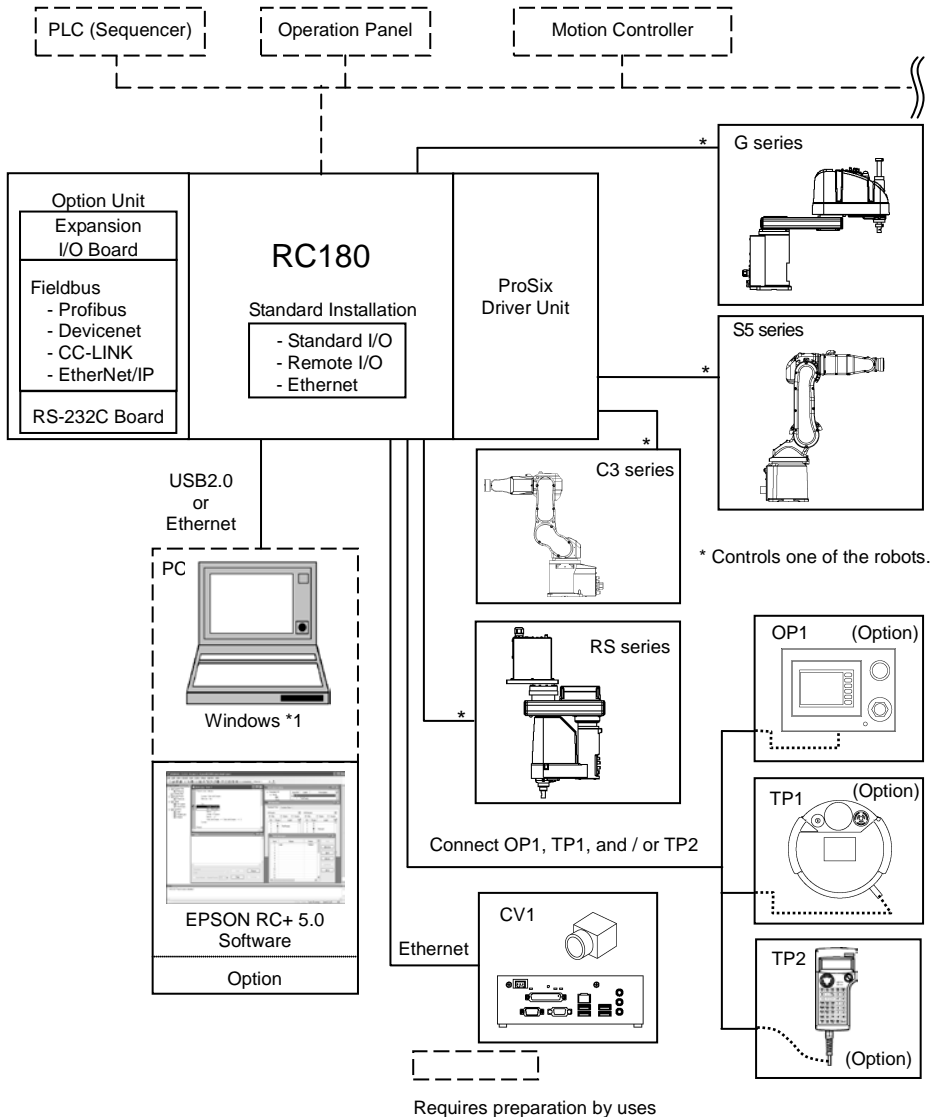 PLC (Sequencer)
Operation Panel
Motion Controller
*
G series
Option Unit
Expansion
I/O Board
Fieldbus
- Profibus
- Devicenet
- CC-LINK
- EtherNet/IP
RS-232C Board
RC180
Standard Installation
- Standard I/O
- Remote I/O
- Ethernet
ProSix
Driver Unit
*
S5 series
*
C3 series
* Controls one of the robots.
USB2.0
or
Ethernet
PC
Windows *1
*
RS series
OP1 (Option)
TP1 (Option)
Connect OP1, TP1, and / or TP2
EPSON RC+ 5.0
Software
Option
Ethernet
CV1
TP2
(Option)
Requires preparation by uses